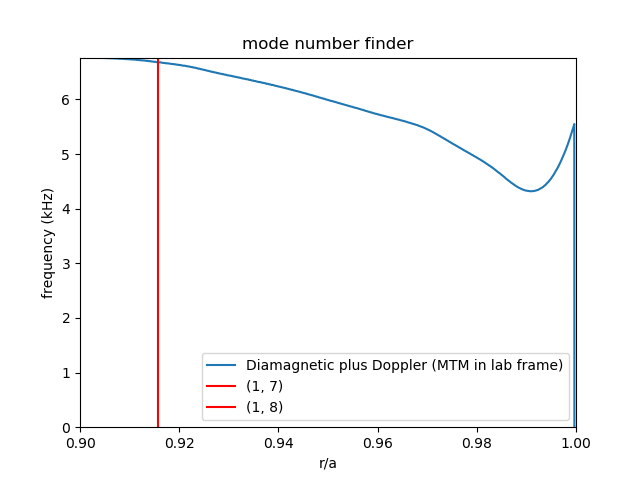 mode number finder
frequency (kHz)
6
5
4
3
2
1
0
Diamagnetic plus Doppler (MTM in lab frame)
(1, 7)
(1, 8)
0.90 0.92 0.94 0.96 0.98 1.00
r/a